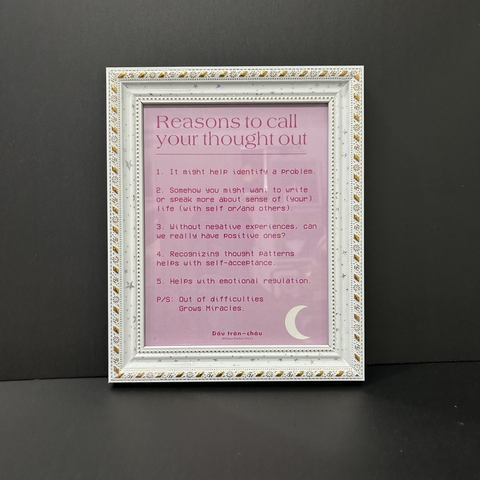 Reasons to call
your thought out
1. It might help identify a problem.
2. Somehow you might want to write
or speak more about sense of (your)
life (with self or/and others).
3. Without negative experiences, can
we really have positive ones?
4. Recognizing thought patterns
helps with self-acceptance.
5. Helps with emotional regulation.
P/S: Out of difficulties
Grows Miracles.
Dấu trân-châu